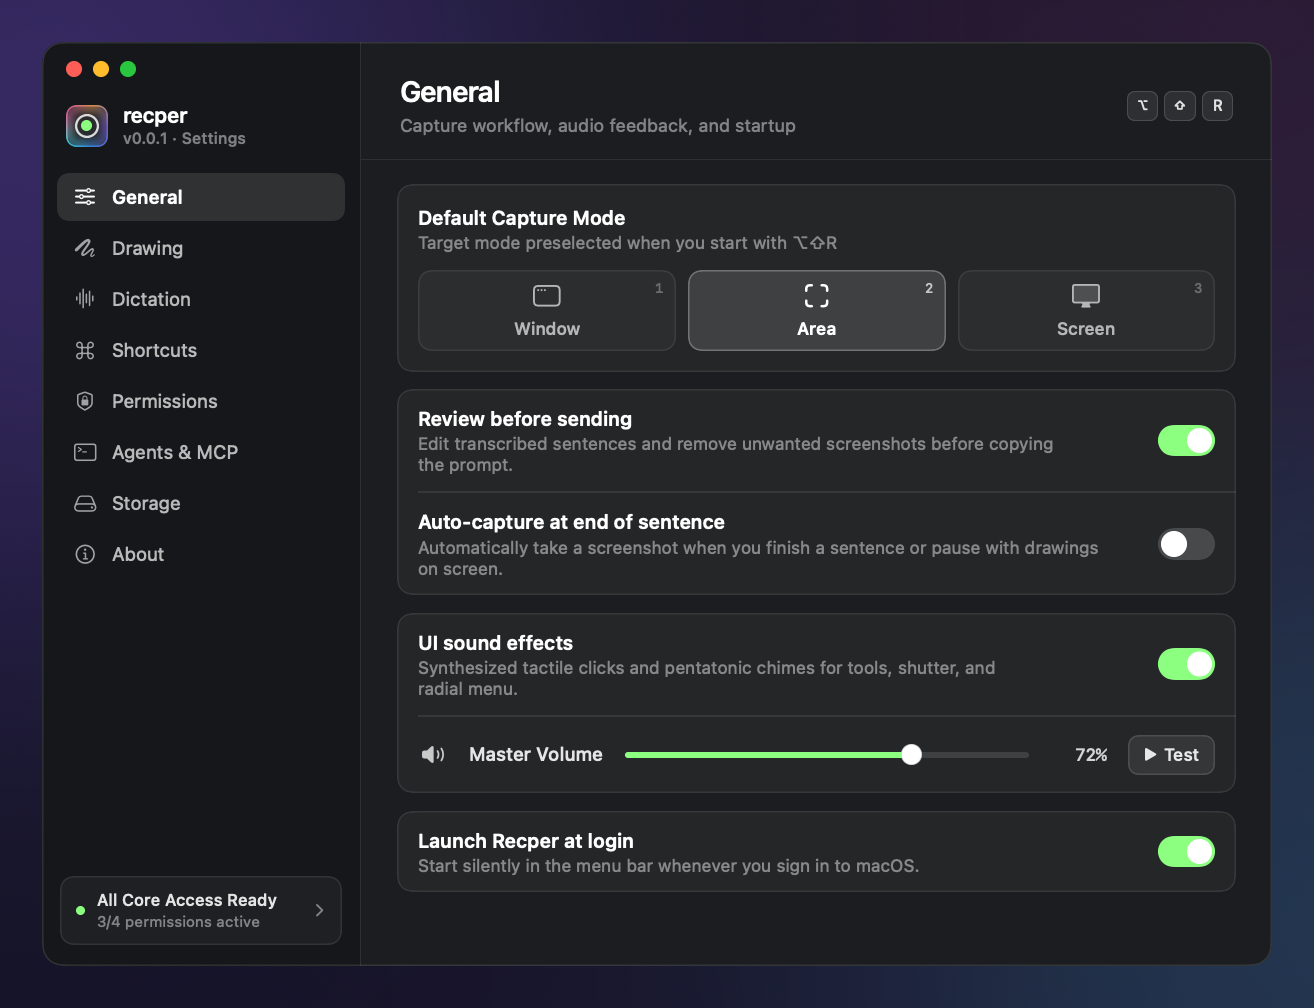 recper
v0.0.1 · Settings
General
Drawing
Dictation
Shortcuts
Permissions
Agents & MCP
Storage
About
All Core Access Ready
3/4 permissions active
General
Capture workflow, audio feedback, and startup
⌥ ⇧ R
Default Capture Mode
Target mode preselected when you start with ⌥⇧R
1
Window
2
Area
3
Screen
Review before sending
Edit transcribed sentences and remove unwanted screenshots before copying
the prompt.
Auto-capture at end of sentence
Automatically take a screenshot when you finish a sentence or pause with drawings
on screen.
UI sound effects
Synthesized tactile clicks and pentatonic chimes for tools, shutter, and
radial menu.
Master Volume 72% Test
Launch Recper at login
Start silently in the menu bar whenever you sign in to macOS.